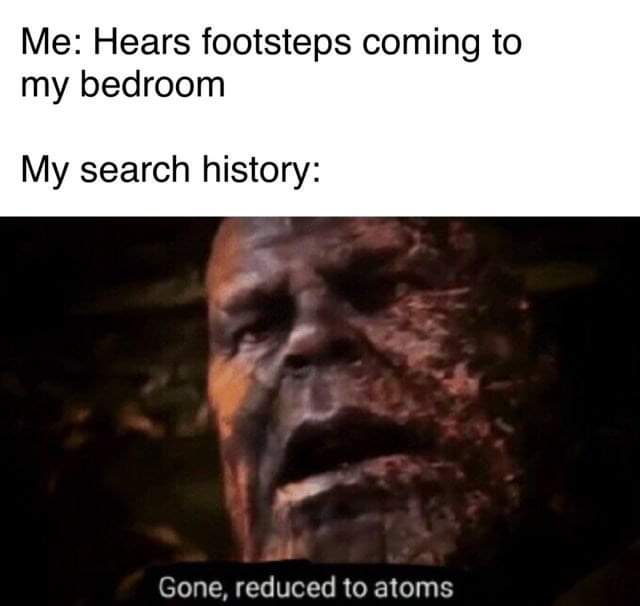 Me: Hears footsteps coming to
my bedroom
My search history:
Gone, reduced to atoms